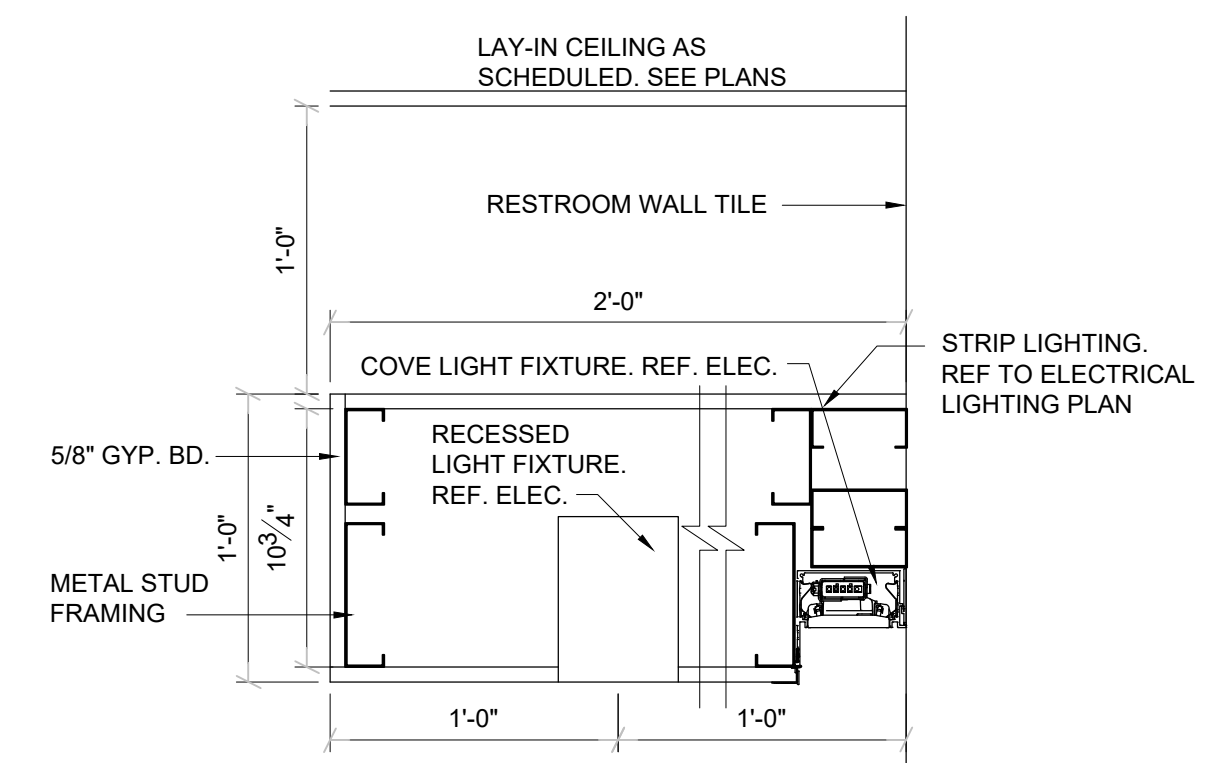 LAY-IN CEILING AS
SCHEDULED. SEE PLANS
RESTROOM WALL TILE
1'-0"
2'-0"
STRIP LIGHTING.
REF TO ELECTRICAL
LIGHTING PLAN
COVE LIGHT FIXTURE. REF. ELEC.
RECESSED
LIGHT FIXTURE.
REF. ELEC.
5/8" GYP. BD.
1'-0"
10 3/4"
METAL STUD
FRAMING
1'-0"
1'-0"